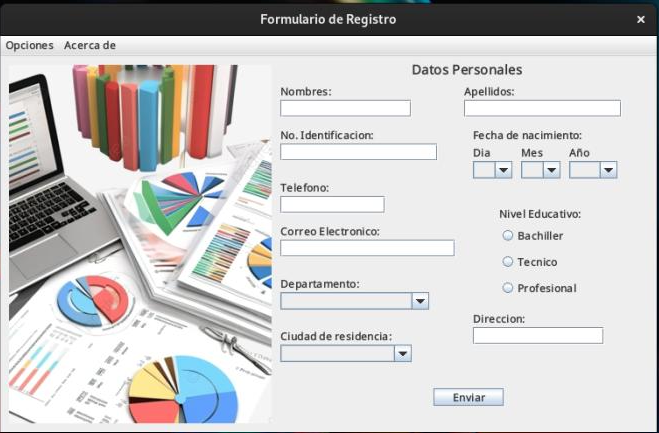 Formulario de Registro
×
Opciones Acerca de
Datos Personales
Nombres: Apellidos:
No. Identificacion: Fecha de nacimiento:
Dia Mes Año
Telefono:
Nivel Educativo:
Correo Electronico: Bachiller
Tecnico
Departamento: Profesional
Direccion:
Ciudad de residencia:
Enviar